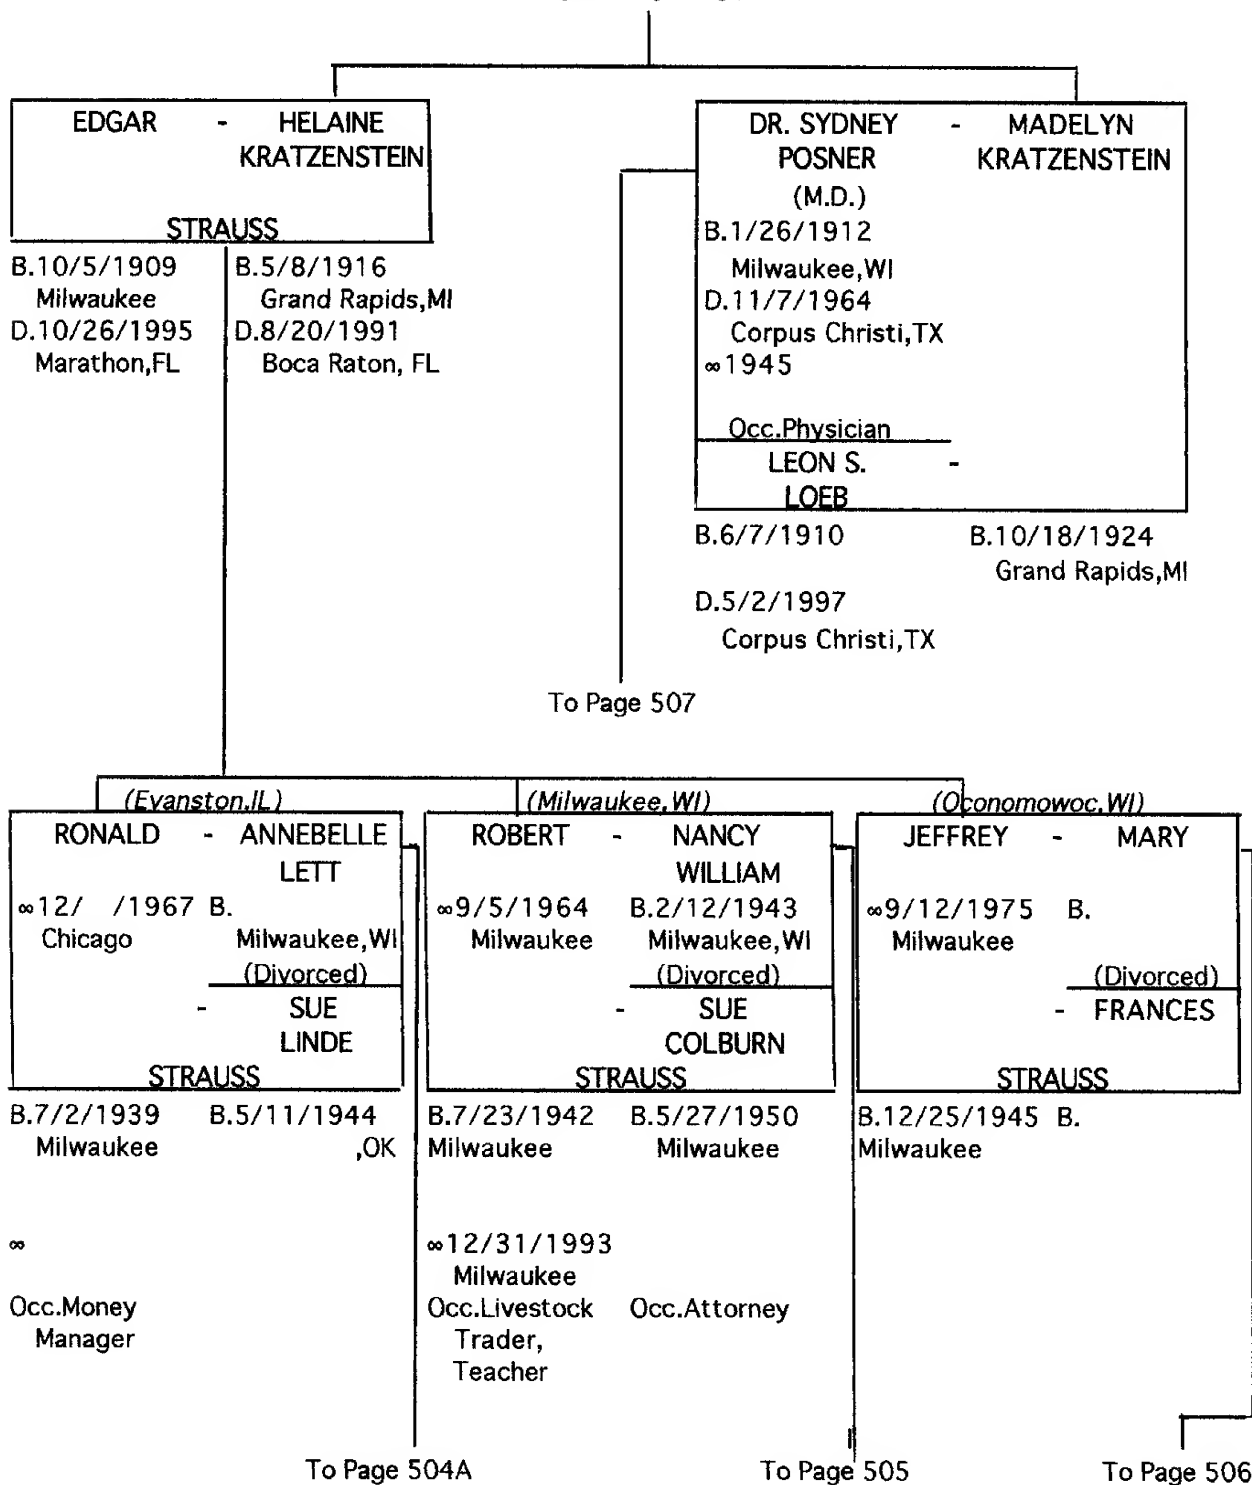 EDGAR - HELAINE
KRATZENSTEIN
STRAUSS
B.10/5/1909 B.5/8/1916
Milwaukee Grand Rapids,MI
D.10/26/1995 D.8/20/1991
Marathon,FL Boca Raton, FL
DR. SYDNEY - MADELYN
POSNER KRATZENSTEIN
(M.D.)
B.1/26/1912
Milwaukee,WI
D.11/7/1964
Corpus Christi,TX
∞1945
Occ.Physician
LEON S. -
LOEB
B.6/7/1910 B.10/18/1924
Grand Rapids,MI
D.5/2/1997
Corpus Christi,TX
To Page 507
(Evanston,IL)
RONALD - ANNEBELLE
LETT
∞12/ /1967 B.
Chicago Milwaukee,WI
(Divorced)
- SUE
LINDE
STRAUSS
B.7/2/1939 B.5/11/1944
Milwaukee ,OK
∞
Occ.Money
Manager
To Page 504A
(Milwaukee,WI)
ROBERT - NANCY
WILLIAM
∞9/5/1964 B.2/12/1943
Milwaukee Milwaukee,WI
(Divorced)
- SUE
COLBURN
STRAUSS
B.7/23/1942 B.5/27/1950
Milwaukee Milwaukee
∞12/31/1993
Milwaukee
Occ.Livestock Occ.Attorney
Trader,
Teacher
To Page 505
(Oconomowoc,WI)
JEFFREY - MARY
∞9/12/1975 B.
Milwaukee
(Divorced)
- FRANCES
STRAUSS
B.12/25/1945 B.
Milwaukee
To Page 506